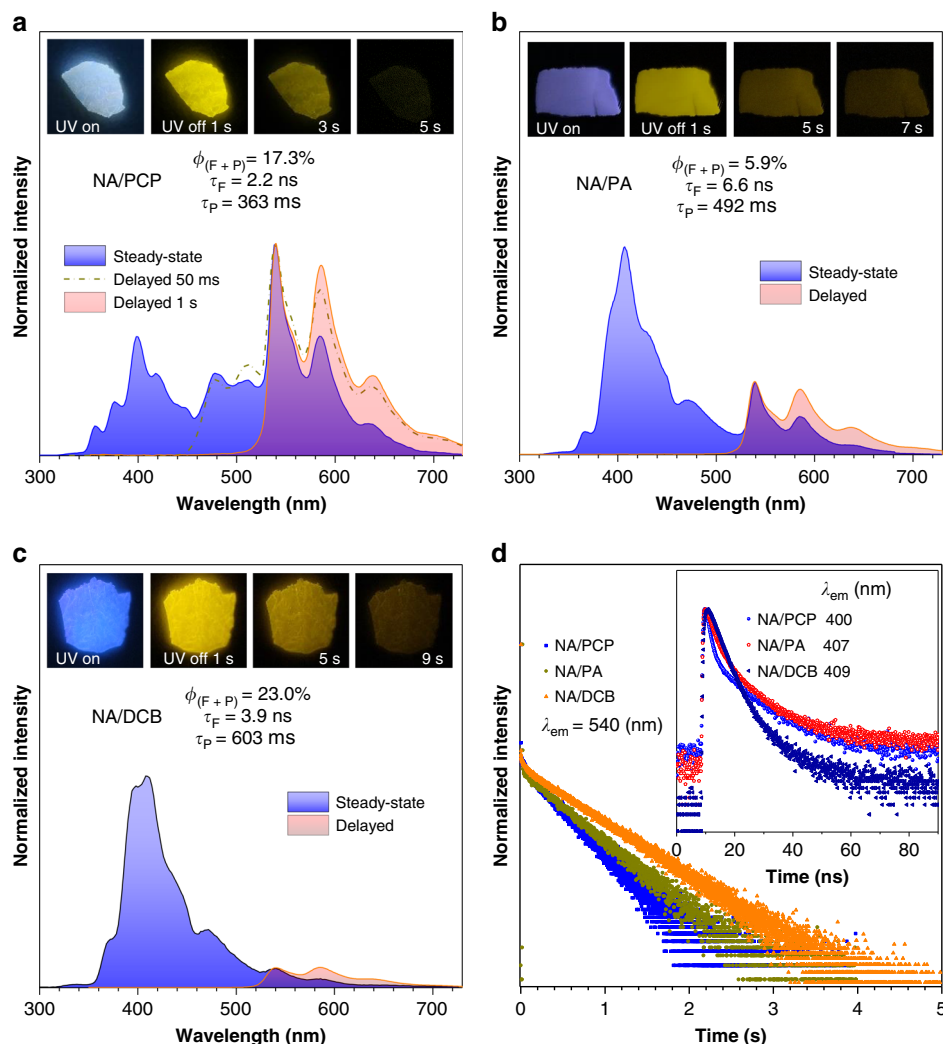 a
UV on
UV off 1 s
3 s
5 s
NA/PCP
ϕ(F + P) = 17.3%
τF = 2.2 ns
τP = 363 ms
Steady-state
Delayed 50 ms
Delayed 1 s
Normalized intensity
300 400 500 600 700
Wavelength (nm)
b
UV on
UV off 1 s
5 s
7 s
NA/PA
ϕ(F + P) = 5.9%
τF = 6.6 ns
τP = 492 ms
Steady-state
Delayed
Normalized intensity
300 400 500 600 700
Wavelength (nm)
c
UV on
UV off 1 s
5 s
9 s
NA/DCB
ϕ(F + P) = 23.0%
τF = 3.9 ns
τP = 603 ms
Steady-state
Delayed
Normalized intensity
300 400 500 600 700
Wavelength (nm)
d
NA/PCP
NA/PA
NA/DCB
λem = 540 (nm)
λem (nm)
NA/PCP 400
NA/PA 407
NA/DCB 409
0 20 40 60 80
Time (ns)
Normalized intensity
0 1 2 3 4 5
Time (s)